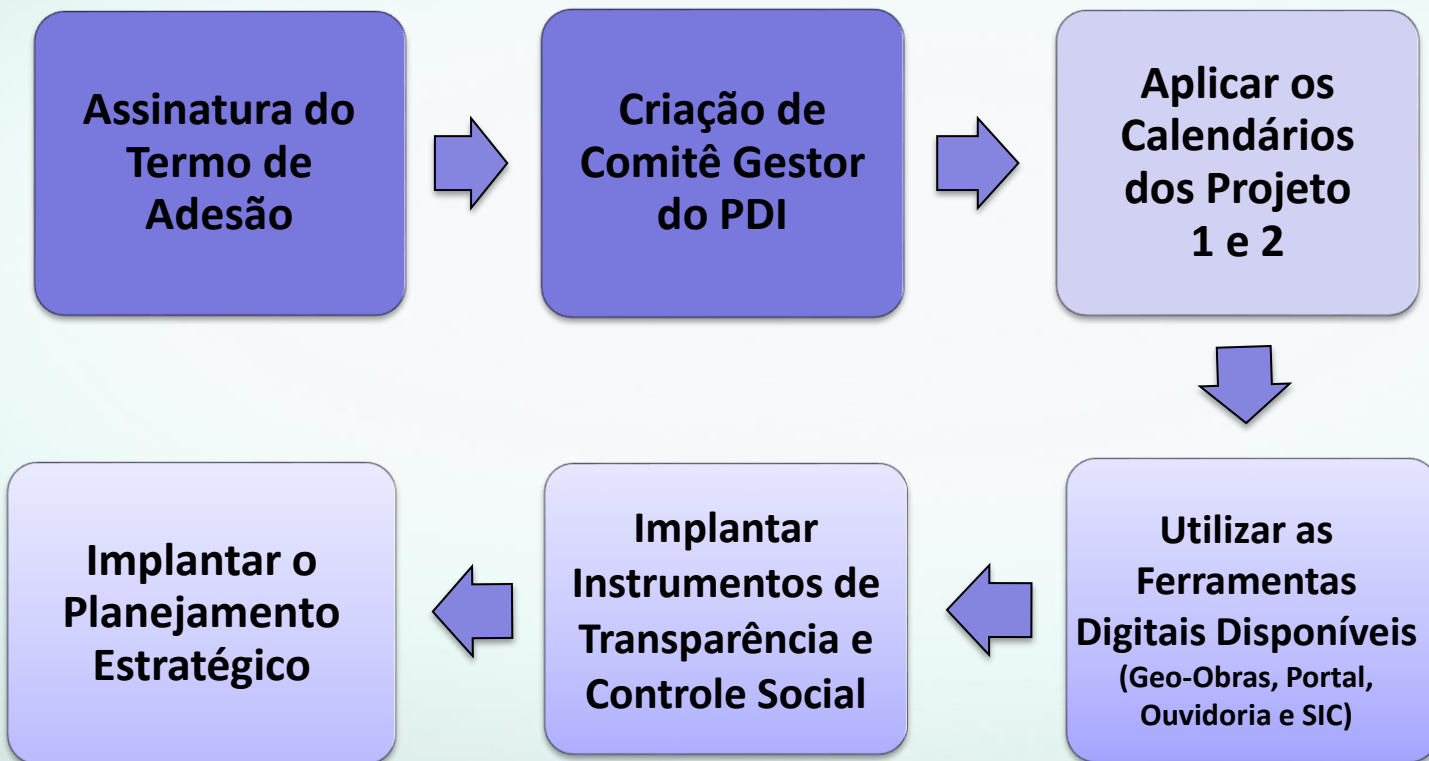 Assinatura do
Termo de
Adesão
Criação de
Comitê Gestor
do PDI
Aplicar os
Calendários
dos Projeto
1 e 2
Utilizar as
Ferramentas
Digitais Disponíveis
(Geo-Obras, Portal,
Ouvidoria e SIC)
Implantar
Instrumentos de
Transparência e
Controle Social
Implantar o
Planejamento
Estratégico